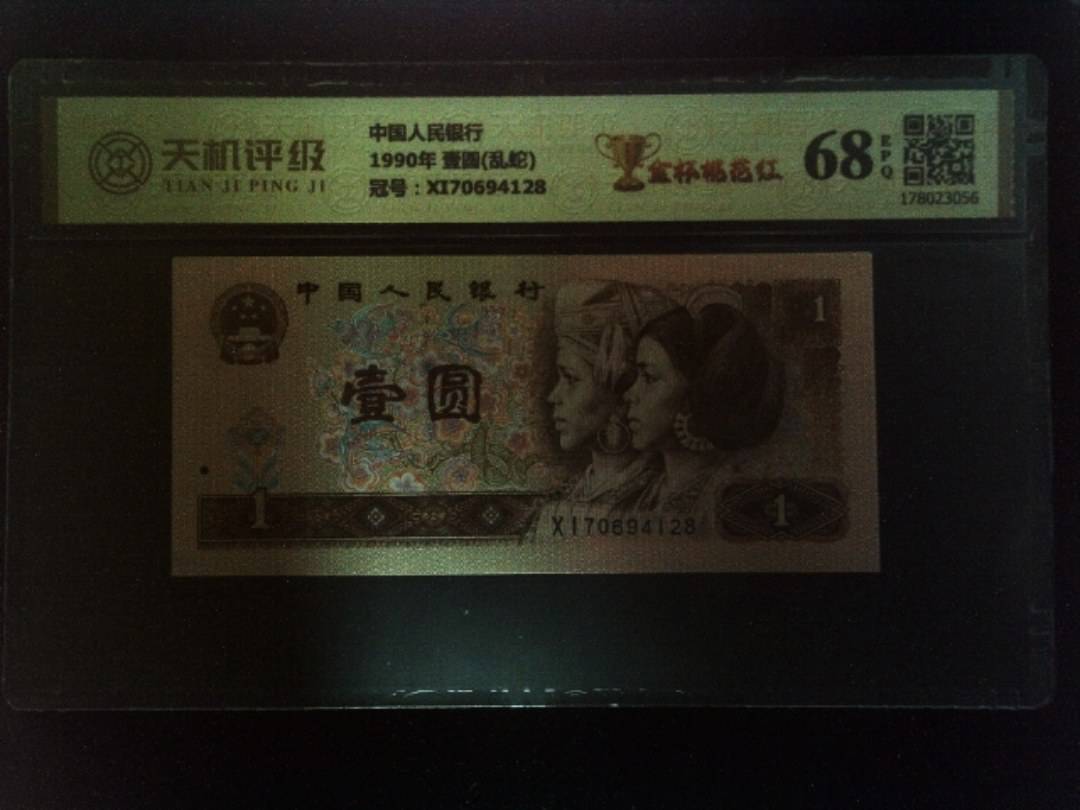 天机评级
TIAN JI PING JI
中国人民银行
1990年 壹圆(乱蛇)
冠号：XI70694128
金杯桃花红
68
EPQ
178023056
中国人民银行
1
壹圆
1
XI70694128
1